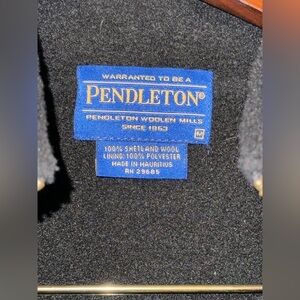 WARRANTED TO BE A
PENDLETON®
PENDLETON WOOLEN MILLS
SINCE 1863
M
100% SHETLAND WOOL
LINING: 100% POLYESTER
MADE IN MAURITIUS
RN 29685